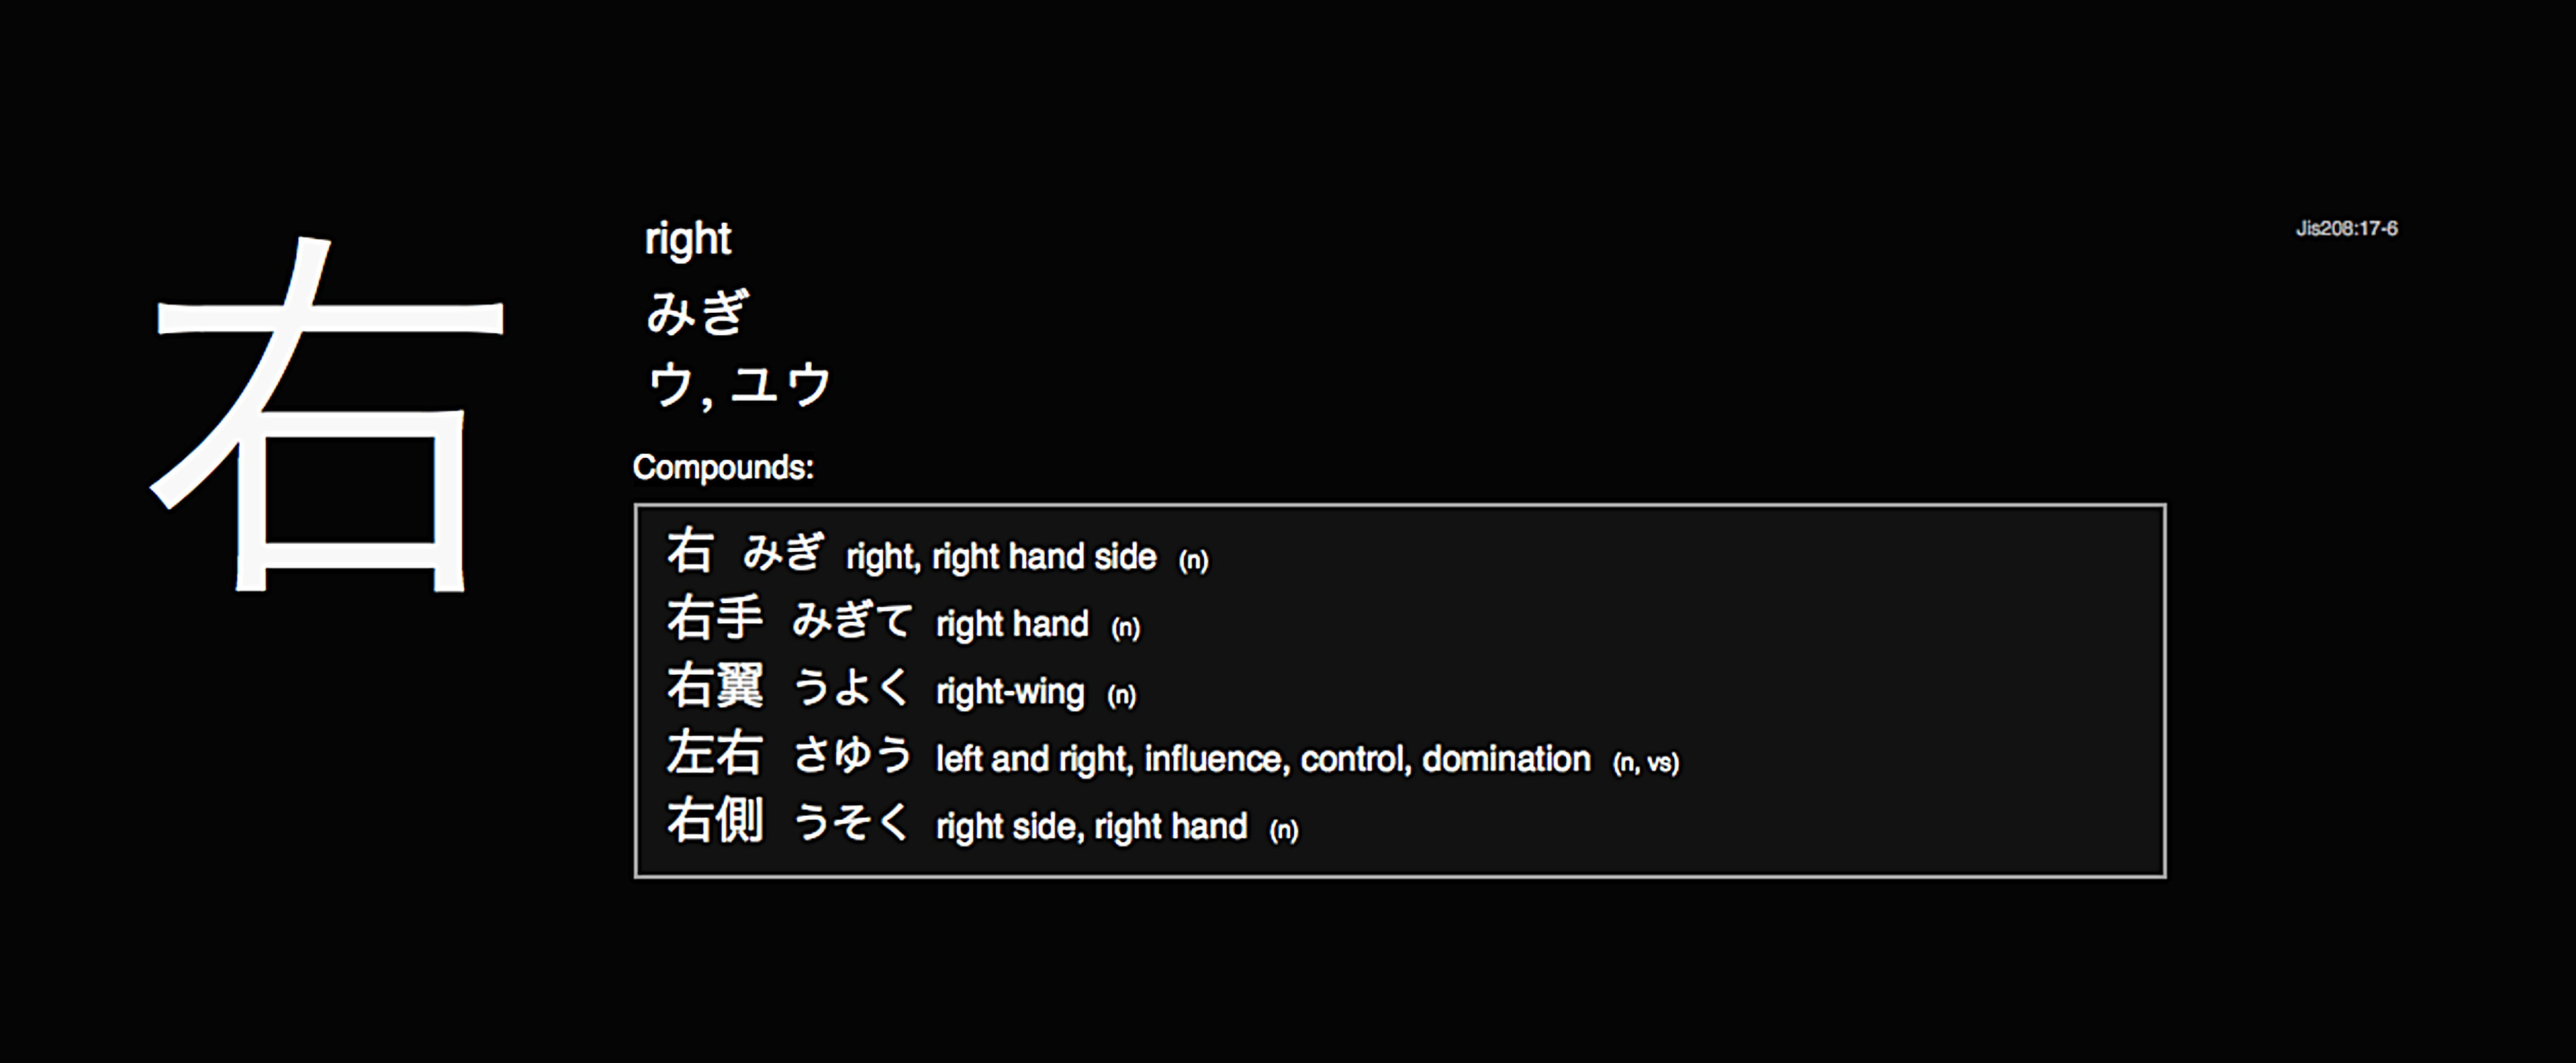 右
right
みぎ
ウ, ユウ
Jis208:17-6
Compounds:
右 みぎ right, right hand side (n)
右手 みぎて right hand (n)
右翼 うよく right-wing (n)
左右 さゆう left and right, influence, control, domination (n, vs)
右側 うそく right side, right hand (n)